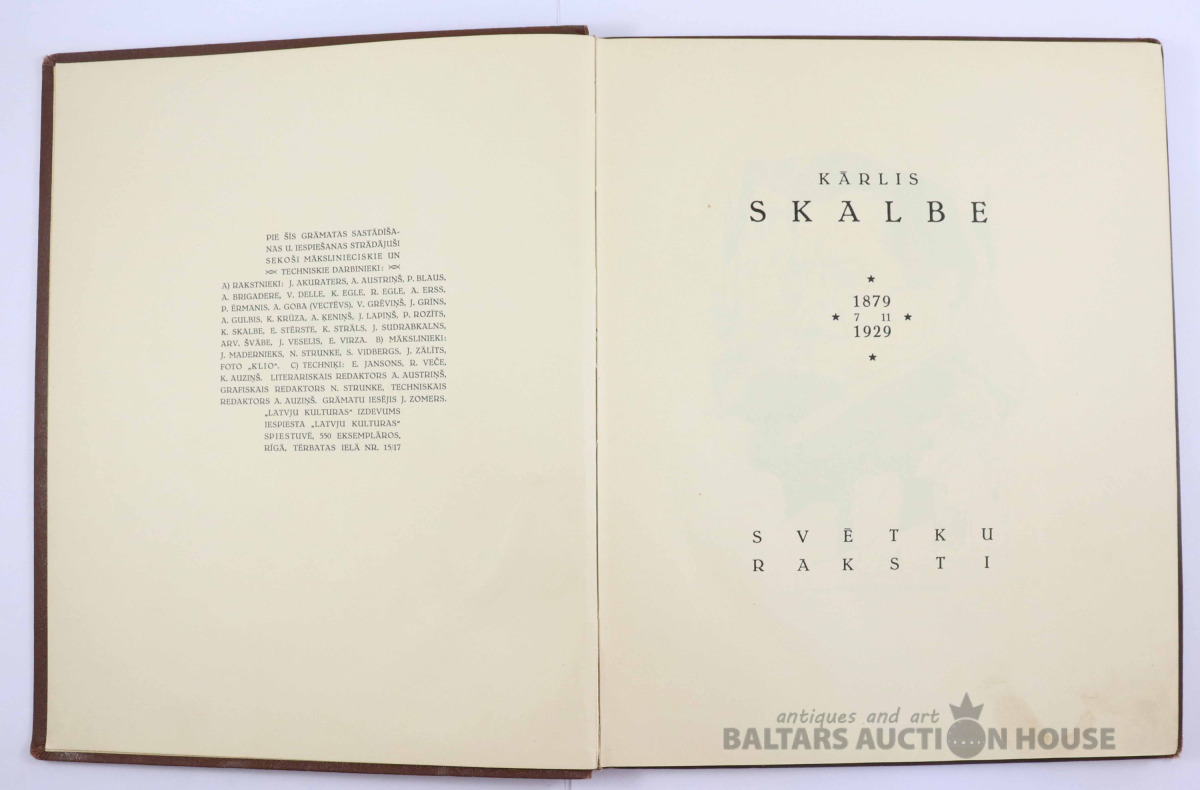 PIE ŠĪS GRĀMATAS SASTĀDĪŠA-
NAS U. IESPIEŠANAS STRĀDĀJUŠI
SEKOŠI MĀKSLINIECISKIE UN
TECHNISKIE DARBINIEKI:
A) RAKSTNIEKI: J. AKURATERS, A. AUSTRIŅŠ, P. BLAUS,
A. BRIGADERE, V. DELLE, K. EGLE, R. EGLE, A. ERSS,
P. ĒRMANIS, A. GOBA (VECTĒVS), V. GRĒVIŅŠ, J. GRĪNS,
A. GULBIS, K. KRŪZA, A. ĶENIŅŠ, J. LAPIŅŠ, P. ROZĪTS,
K. SKALBE, E. STĒRSTE, K. STRĀLS, J. SUDRABKALNS,
ARV. ŠVĀBE, J. VESELIS, E. VIRZA. B) MĀKSLINIEKI:
J. MADERNIEKS, N. STRUNKE, S. VIDBERGS, J. ZĀLĪTS,
FOTO „KLIO“. C) TECHNIĶI: E. JANSONS, R. VEČE,
K. AUZIŅŠ. LITERARISKAIS REDAKTORS A. AUSTRIŅŠ,
GRAFISKAIS REDAKTORS N. STRUNKE, TECHNISKAIS
REDAKTORS A. AUZIŅŠ. GRĀMATU IESĒJIS J. ZOMERS.
„LATVJU KULTURAS“ IZDEVUMS
IESPIESTA „LATVJU KULTURAS“
SPIESTUVĒ, 550 EKSEMPLĀROS,
RĪGĀ, TĒRBATAS IELĀ NR. 15/17
KĀRLIS
SKALBE
★
1879
★ 7 11 ★
1929
★
SVĒTKU
RAKSTI
antiques and art
BALTARS AUCTION HOUSE